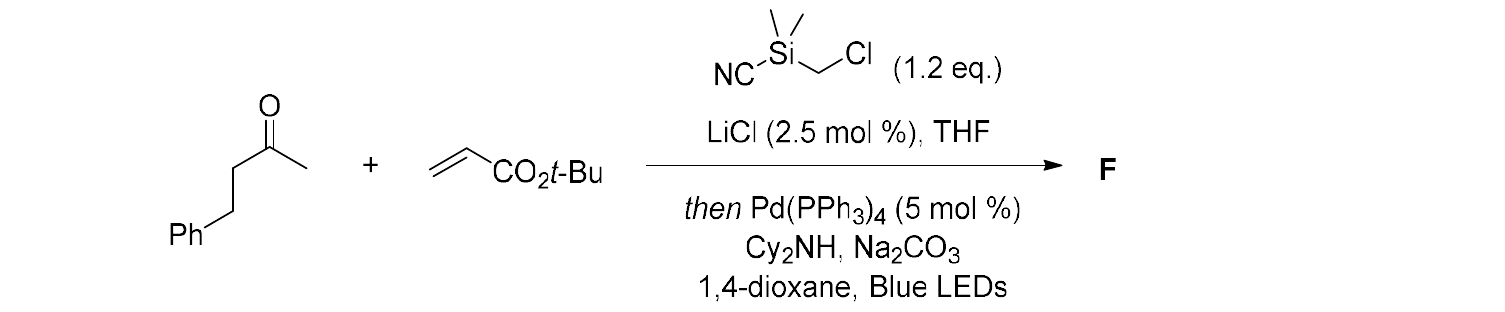 Si
Cl
NC
(1.2 eq.)
O
LiCl (2.5 mol %), THF
+
CO2t-Bu
F
then Pd(PPh3)4 (5 mol %)
Ph
Cy2NH, Na2CO3
1,4-dioxane, Blue LEDs